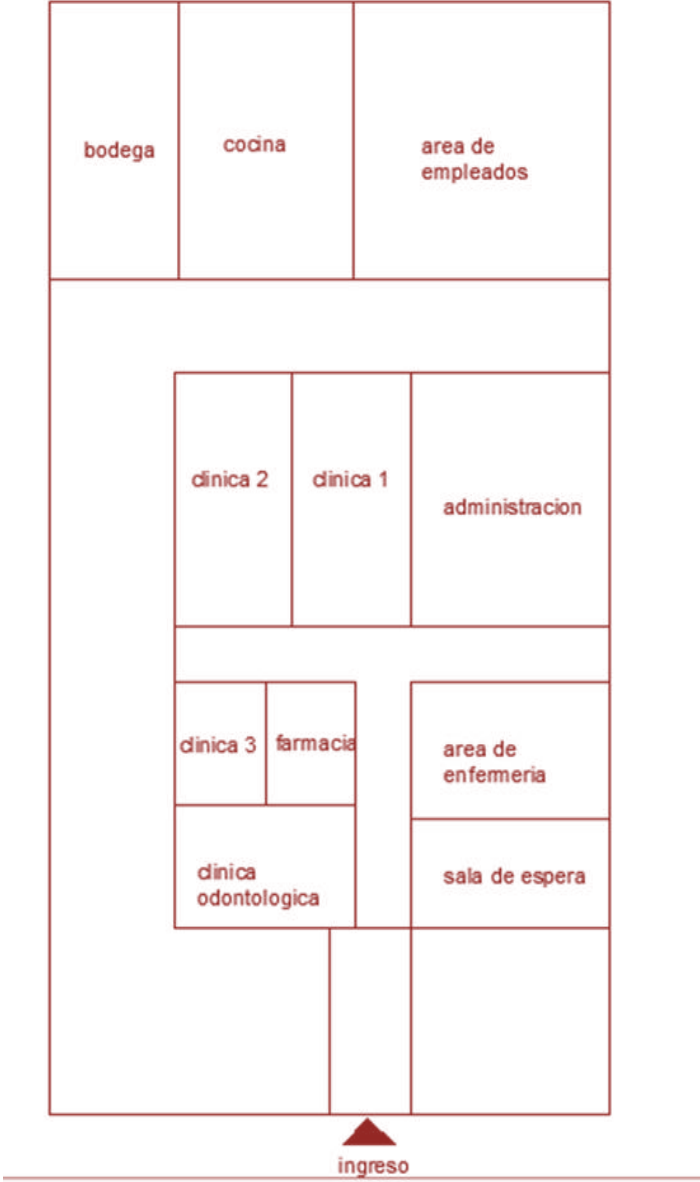 bodega
cocina
area de
empleados
clinica 2
clinica 1
administracion
clinica 3
farmacia
area de
enfermeria
clinica
odontologica
sala de espera
ingreso